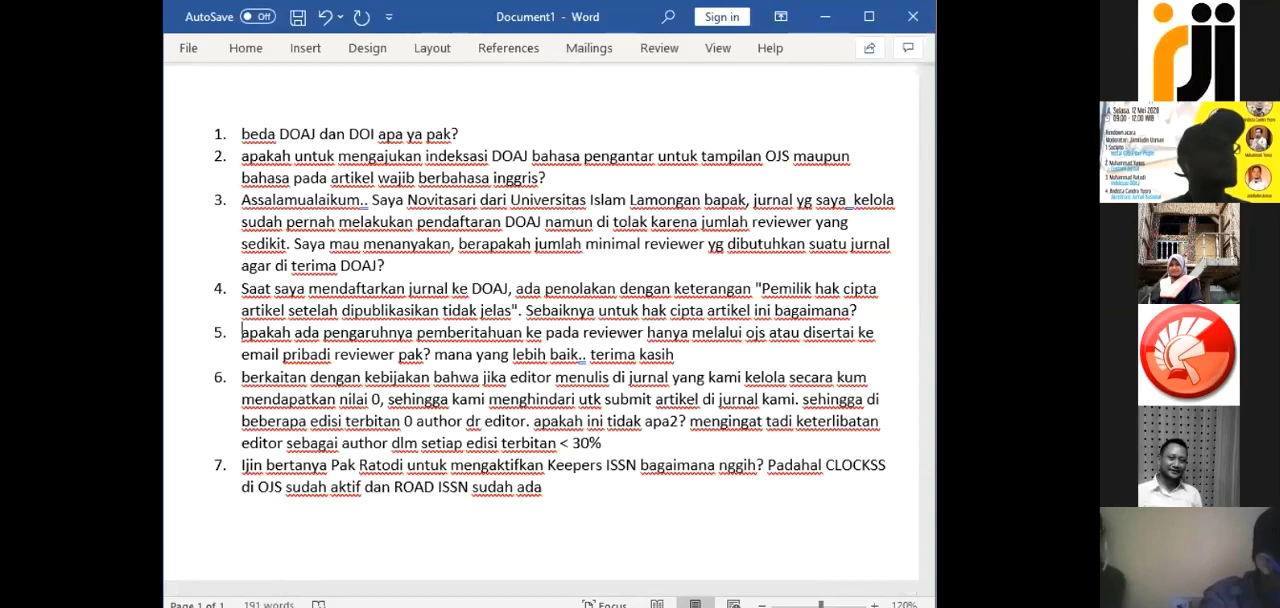 AutoSave Off Document1 - Word Sign in
File Home Insert Design Layout References Mailings Review View Help
1. beda DOAJ dan DOI apa ya pak?
2. apakah untuk mengajukan indeksasi DOAJ bahasa pengantar untuk tampilan OJS maupun
bahasa pada artikel wajib berbahasa inggris?
3. Assalamualaikum.. Saya Novitasari dari Universitas Islam Lamongan bapak, jurnal yg saya kelola
sudah pernah melakukan pendaftaran DOAJ namun di tolak karena jumlah reviewer yang
sedikit. Saya mau menanyakan, berapakah jumlah minimal reviewer yg dibutuhkan suatu jurnal
agar di terima DOAJ?
4. Saat saya mendaftarkan jurnal ke DOAJ, ada penolakan dengan keterangan "Pemilik hak cipta
artikel setelah dipublikasikan tidak jelas". Sebaiknya untuk hak cipta artikel ini bagaimana?
5. apakah ada pengaruhnya pemberitahuan ke pada reviewer hanya melalui ojs atau disertai ke
email pribadi reviewer pak? mana yang lebih baik.. terima kasih
6. berkaitan dengan kebijakan bahwa jika editor menulis di jurnal yang kami kelola secara kum
mendapatkan nilai 0, sehingga kami menghindari utk submit artikel di jurnal kami. sehingga di
beberapa edisi terbitan 0 author dr editor. apakah ini tidak apa2? mengingat tadi keterlibatan
editor sebagai author dlm setiap edisi terbitan < 30%
7. Ijin bertanya Pak Ratodi untuk mengaktifkan Keepers ISSN bagaimana nggih? Padahal CLOCKSS
di OJS sudah aktif dan ROAD ISSN sudah ada
Page 1 of 1 191 words Focus 120%
rji
Selasa, 12 Mei 2020
09.00 - 12.00 WIB